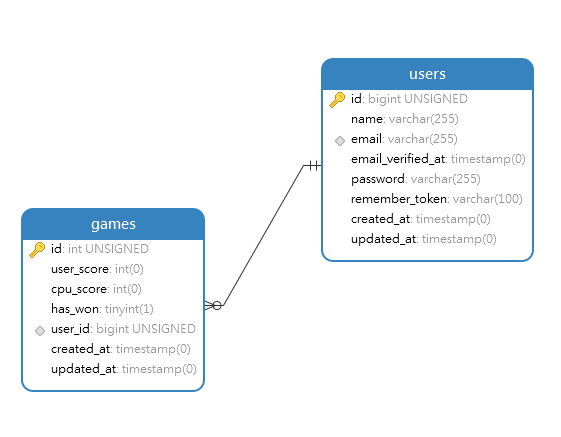 users
id: bigint UNSIGNED
name: varchar(255)
email: varchar(255)
email_verified_at: timestamp(0)
password: varchar(255)
remember_token: varchar(100)
created_at: timestamp(0)
updated_at: timestamp(0)
games
id: int UNSIGNED
user_score: int(0)
cpu_score: int(0)
has_won: tinyint(1)
user_id: bigint UNSIGNED
created_at: timestamp(0)
updated_at: timestamp(0)